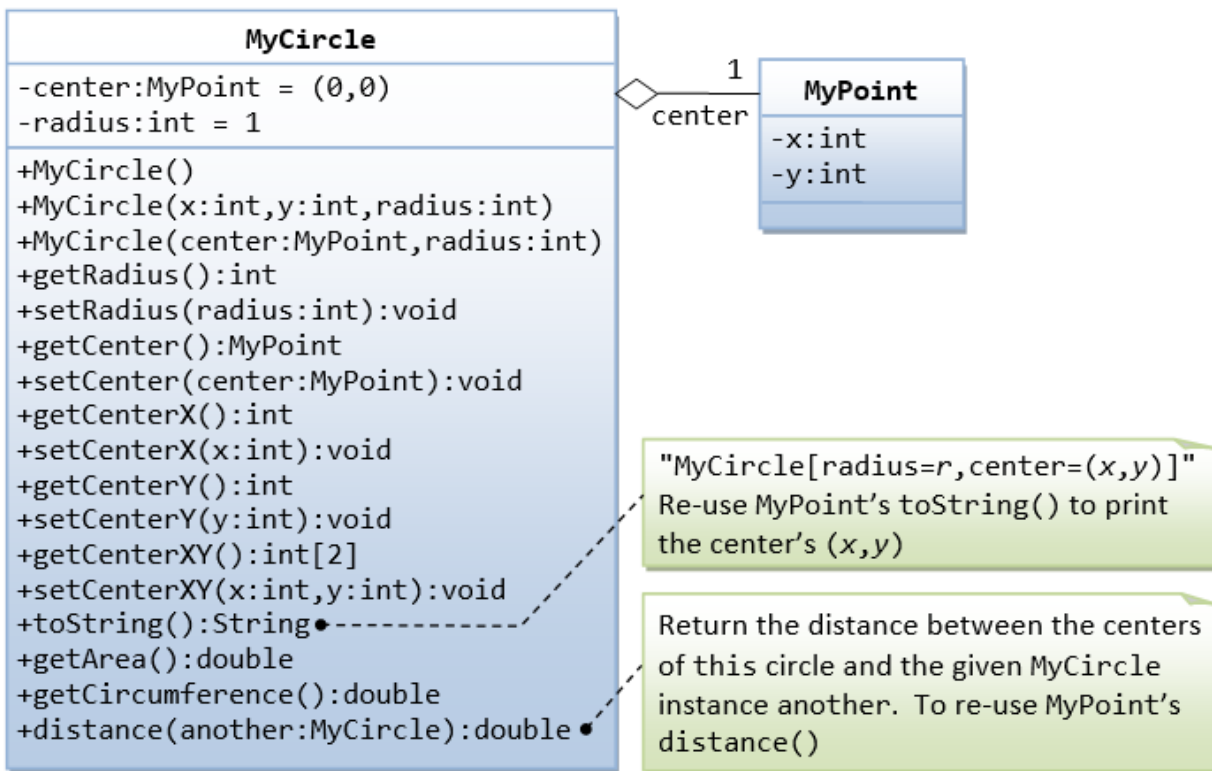 MyCircle
-center:MyPoint = (0,0)
-radius:int = 1
+MyCircle()
+MyCircle(x:int,y:int,radius:int)
+MyCircle(center:MyPoint,radius:int)
+getRadius():int
+setRadius(radius:int):void
+getCenter():MyPoint
+setCenter(center:MyPoint):void
+getCenterX():int
+setCenterX(x:int):void
+getCenterY():int
+setCenterY(y:int):void
+getCenterXY():int[2]
+setCenterXY(x:int,y:int):void
+toString():String
+getArea():double
+getCircumference():double
+distance(another:MyCircle):double
1
center
MyPoint
-x:int
-y:int
"MyCircle[radius=r,center=(x,y)]"
Re-use MyPoint’s toString() to print
the center’s (x,y)
Return the distance between the centers
of this circle and the given MyCircle
instance another. To re-use MyPoint’s
distance()